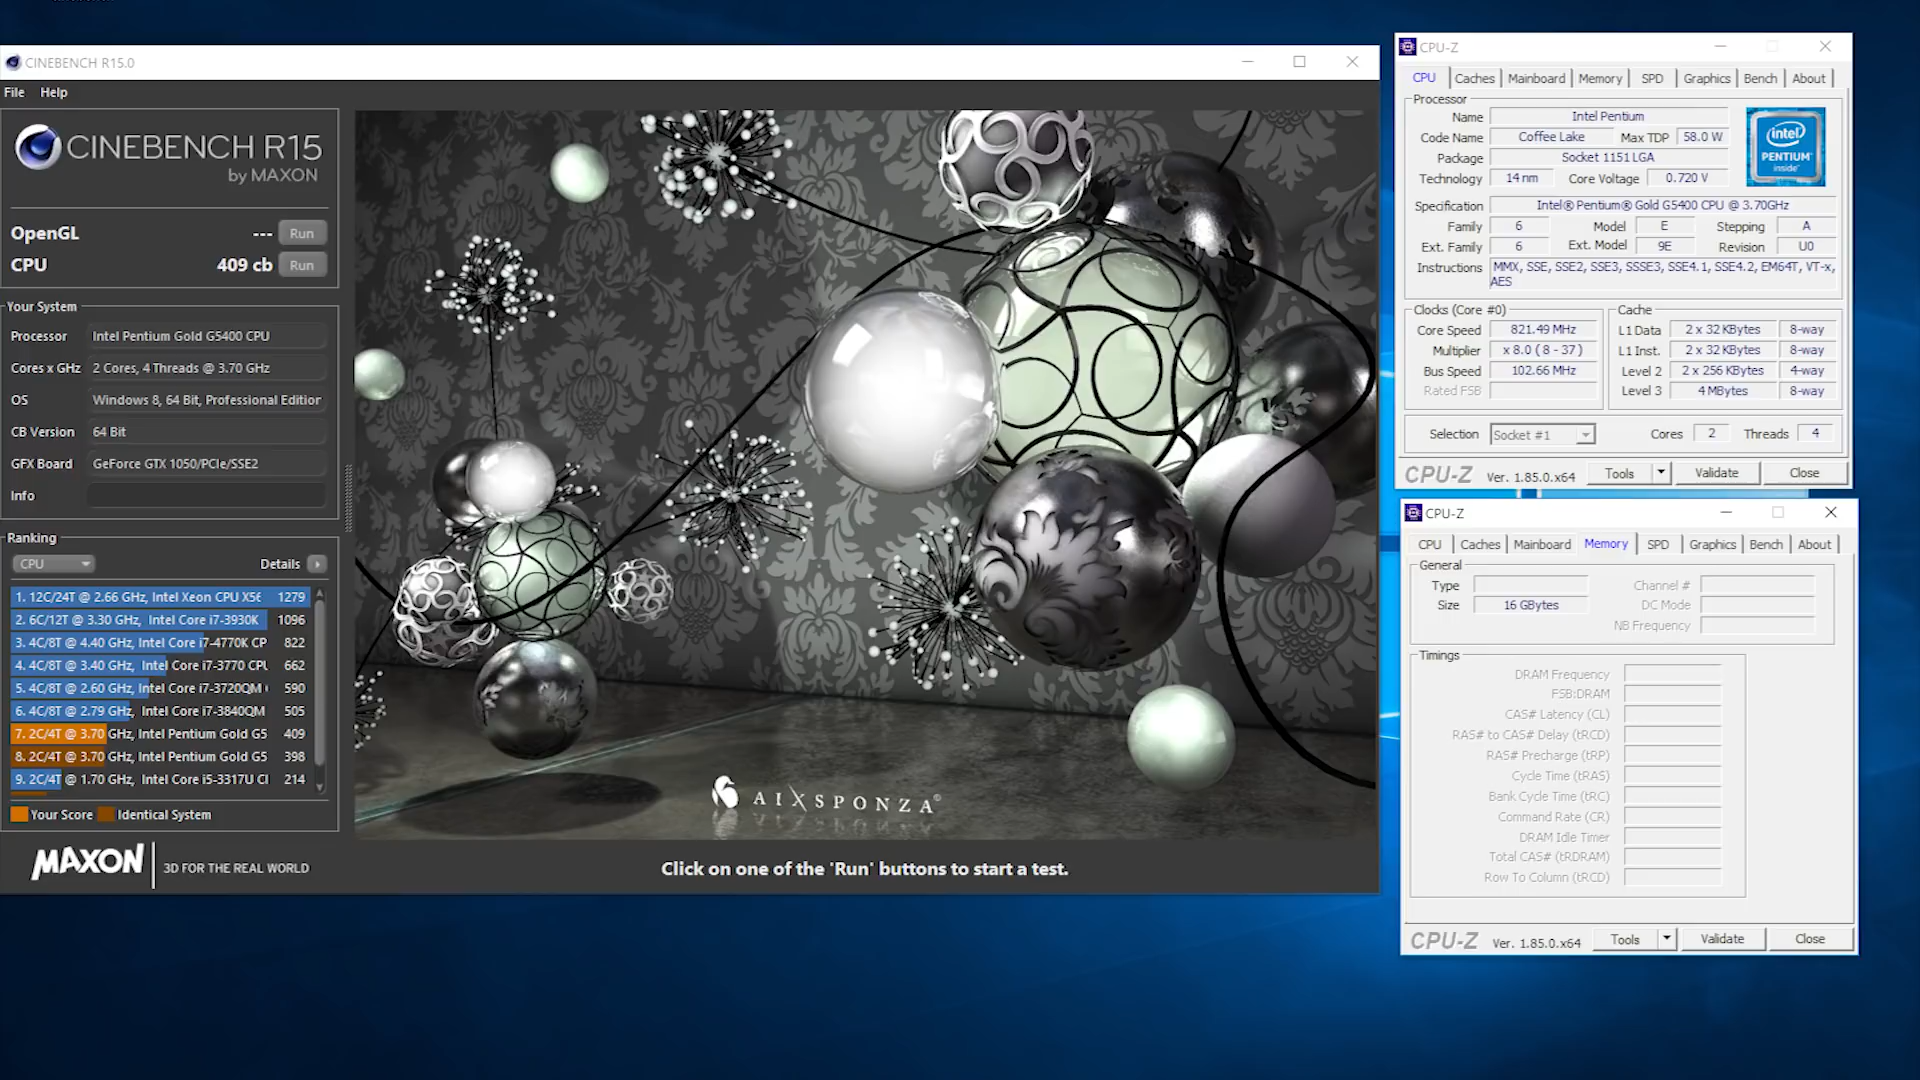 CINEBENCH R15.0
File Help
CINEBENCH R15
by MAXON
OpenGL --- Run
CPU 409 cb Run
Your System
Processor Intel Pentium Gold G5400 CPU
Cores x GHz 2 Cores, 4 Threads @ 3.70 GHz
OS Windows 8, 64 Bit, Professional Edition
CB Version 64 Bit
GFX Board GeForce GTX 1050/PCIe/SSE2
Info
Ranking
CPU Details
1. 12C/24T @ 2.66 GHz, Intel Xeon CPU X56 1279
2. 6C/12T @ 3.30 GHz, Intel Core i7-3930K 1096
3. 4C/8T @ 4.40 GHz, Intel Core i7-4770K CP 822
4. 4C/8T @ 3.40 GHz, Intel Core i7-3770 CPU 662
5. 4C/8T @ 2.60 GHz, Intel Core i7-3720QM 590
6. 4C/8T @ 2.79 GHz, Intel Core i7-3840QM 505
7. 2C/4T @ 3.70 GHz, Intel Pentium Gold G5 409
8. 2C/4T @ 3.70 GHz, Intel Pentium Gold G5 398
9. 2C/4T @ 1.70 GHz, Intel Core i5-3317U CI 214
Your Score Identical System
MAXON 3D FOR THE REAL WORLD
AIXSPONZA®
Click on one of the 'Run' buttons to start a test.
CPU-Z
CPU Caches Mainboard Memory SPD Graphics Bench About
Processor
Name Intel Pentium
Code Name Coffee Lake Max TDP 58.0 W
Package Socket 1151 LGA
Technology 14 nm Core Voltage 0.720 V
intel PENTIUM® inside™
Specification Intel® Pentium® Gold G5400 CPU @ 3.70GHz
Family 6 Model E Stepping A
Ext. Family 6 Ext. Model 9E Revision U0
Instructions MMX, SSE, SSE2, SSE3, SSSE3, SSE4.1, SSE4.2, EM64T, VT-x,
AES
Clocks (Core #0)
Core Speed 821.49 MHz
Multiplier x 8.0 ( 8 - 37 )
Bus Speed 102.66 MHz
Rated FSB
Cache
L1 Data 2 x 32 KBytes 8-way
L1 Inst. 2 x 32 KBytes 8-way
Level 2 2 x 256 KBytes 4-way
Level 3 4 MBytes 8-way
Selection Socket #1 Cores 2 Threads 4
CPU-Z Ver. 1.85.0.x64 Tools Validate Close
CPU-Z
CPU Caches Mainboard Memory SPD Graphics Bench About
General
Type Channel #
Size 16 GBytes DC Mode
NB Frequency
Timings
DRAM Frequency
FSB:DRAM
CAS# Latency (CL)
RAS# to CAS# Delay (tRCD)
RAS# Precharge (tRP)
Cycle Time (tRAS)
Bank Cycle Time (tRC)
Command Rate (CR)
DRAM Idle Timer
Total CAS# (tRDRAM)
Row To Column (tRCD)
CPU-Z Ver. 1.85.0.x64 Tools Validate Close